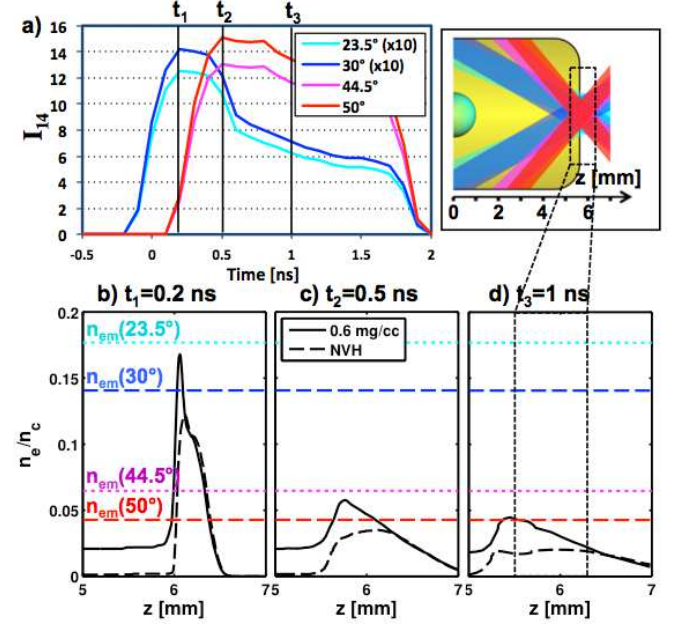 a)
t1 t2 t3
16
14
12
10
8
6
4
2
0
I14
-0.5 0 0.5 1 1.5 2
Time [ns]
23.5° (x10)
30° (x10)
44.5°
50°
z [mm]
0 2 4 6
b) t1=0.2 ns
c) t2=0.5 ns
d) t3=1 ns
0.2
0.15
0.1
0.05
0
ne/nc
nem(23.5°)
nem(30°)
nem(44.5°)
nem(50°)
0.6 mg/cc
NVH
5 6 75 6 75 6 7
z [mm] z [mm] z [mm]